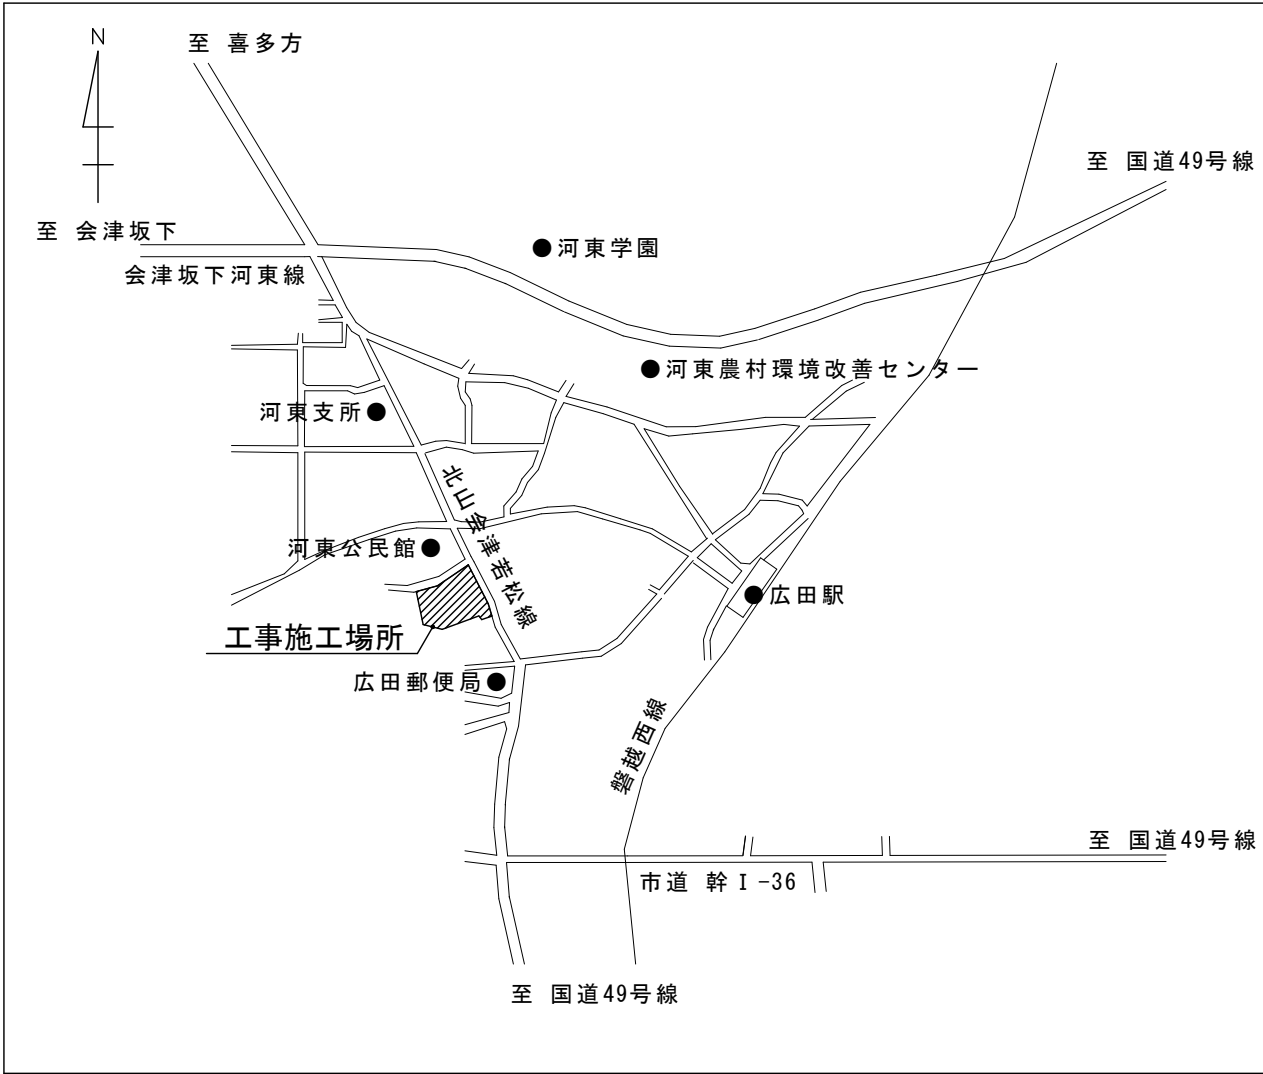 N
至 喜多方
至 国道49号線
至 会津坂下
河東学園
会津坂下河東線
河東農村環境改善センター
河東支所
北山会津若松線
河東公民館
広田駅
工事施工場所
広田郵便局
磐越西線
至 国道49号線
市道 幹Ⅰ-36
至 国道49号線